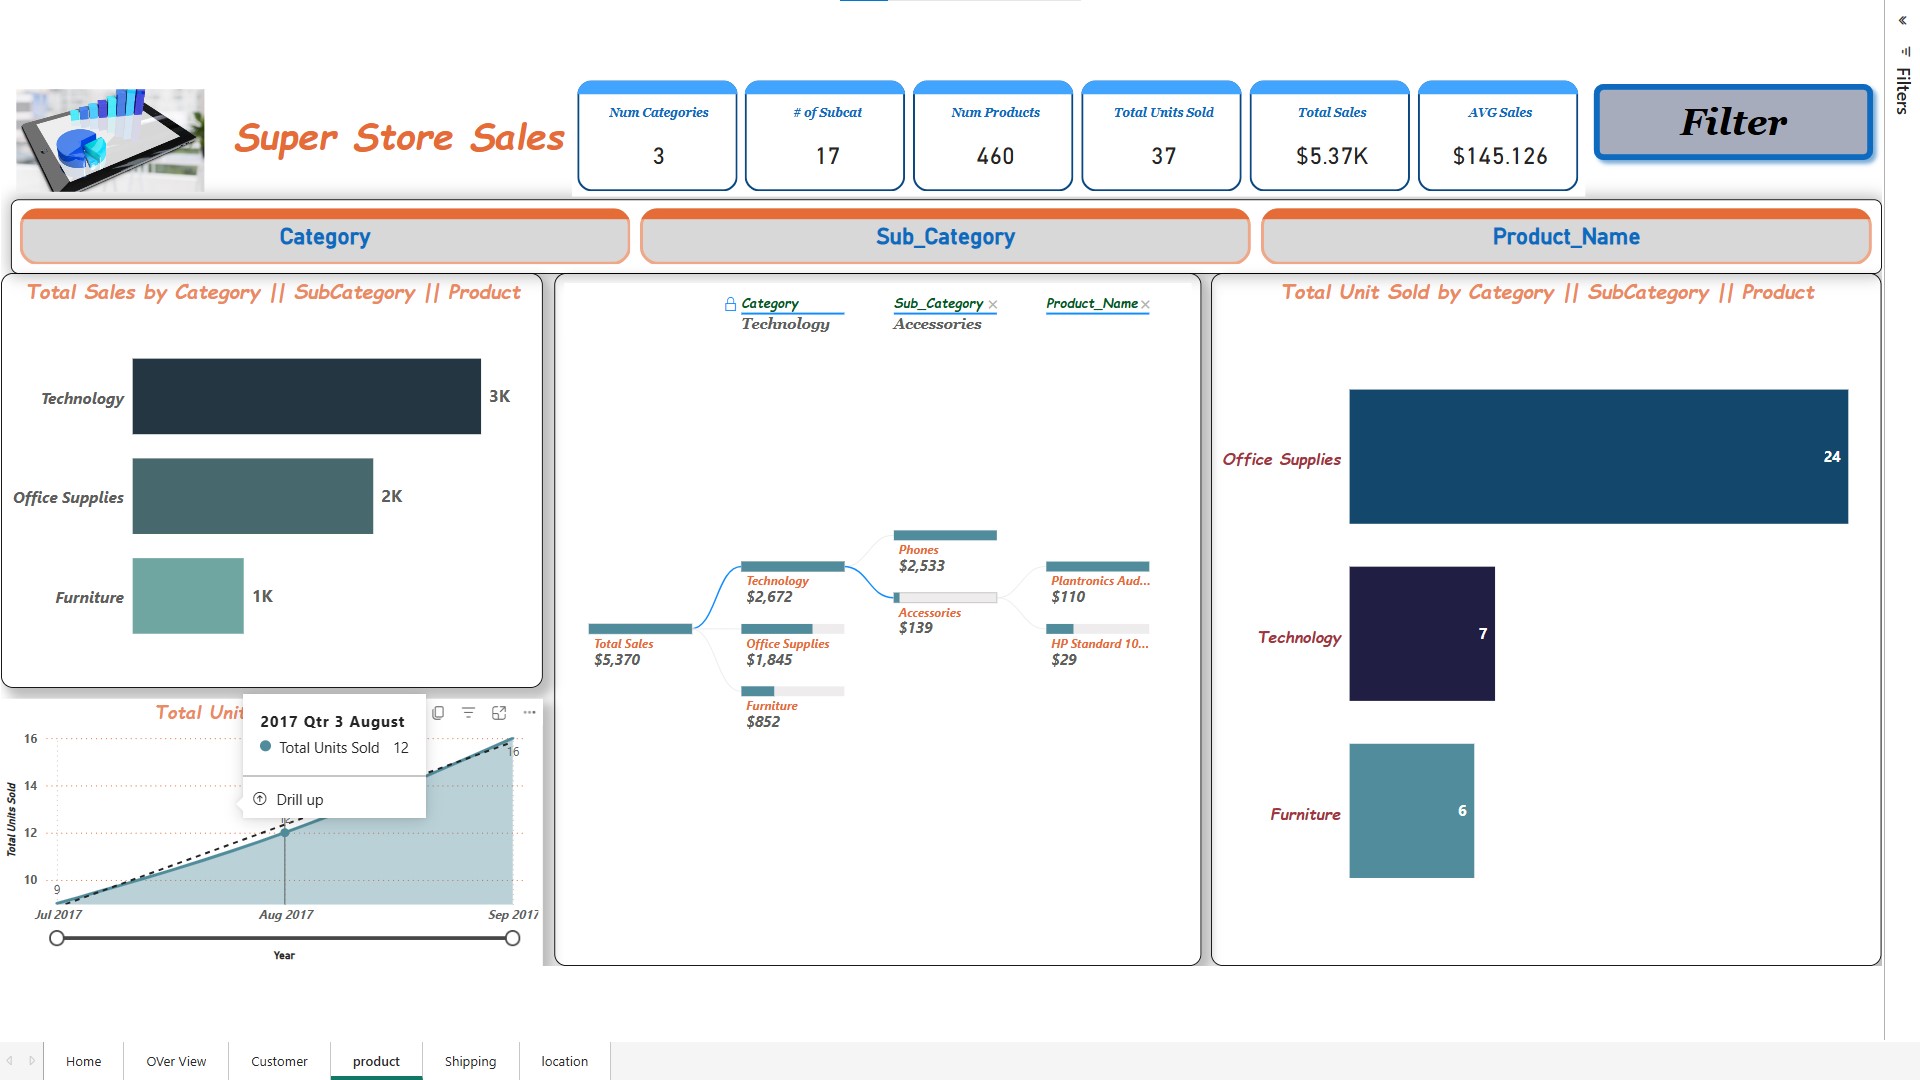 Filters
Super Store Sales
Num Categories
3
# of Subcat
17
Num Products
460
Total Units Sold
37
Total Sales
$5.37K
AVG Sales
$145.126
Filter
Category
Sub_Category
Product_Name
Total Sales by Category || SubCategory || Product
Technology
3K
Office Supplies
2K
Furniture
1K
Total Unit
2017 Qtr 3 August
Total Units Sold 12
Drill up
Total Units Sold
16
14
12
10
9
16
Jul 2017
Aug 2017
Sep 2017
Year
Category
Technology
Sub_Category
Accessories
Product_Name
Total Sales
$5,370
Technology
$2,672
Office Supplies
$1,845
Furniture
$852
Phones
$2,533
Accessories
$139
Plantronics Aud...
$110
HP Standard 10...
$29
Total Unit Sold by Category || SubCategory || Product
Office Supplies
24
Technology
7
Furniture
6
Home
OVer View
Customer
product
Shipping
location